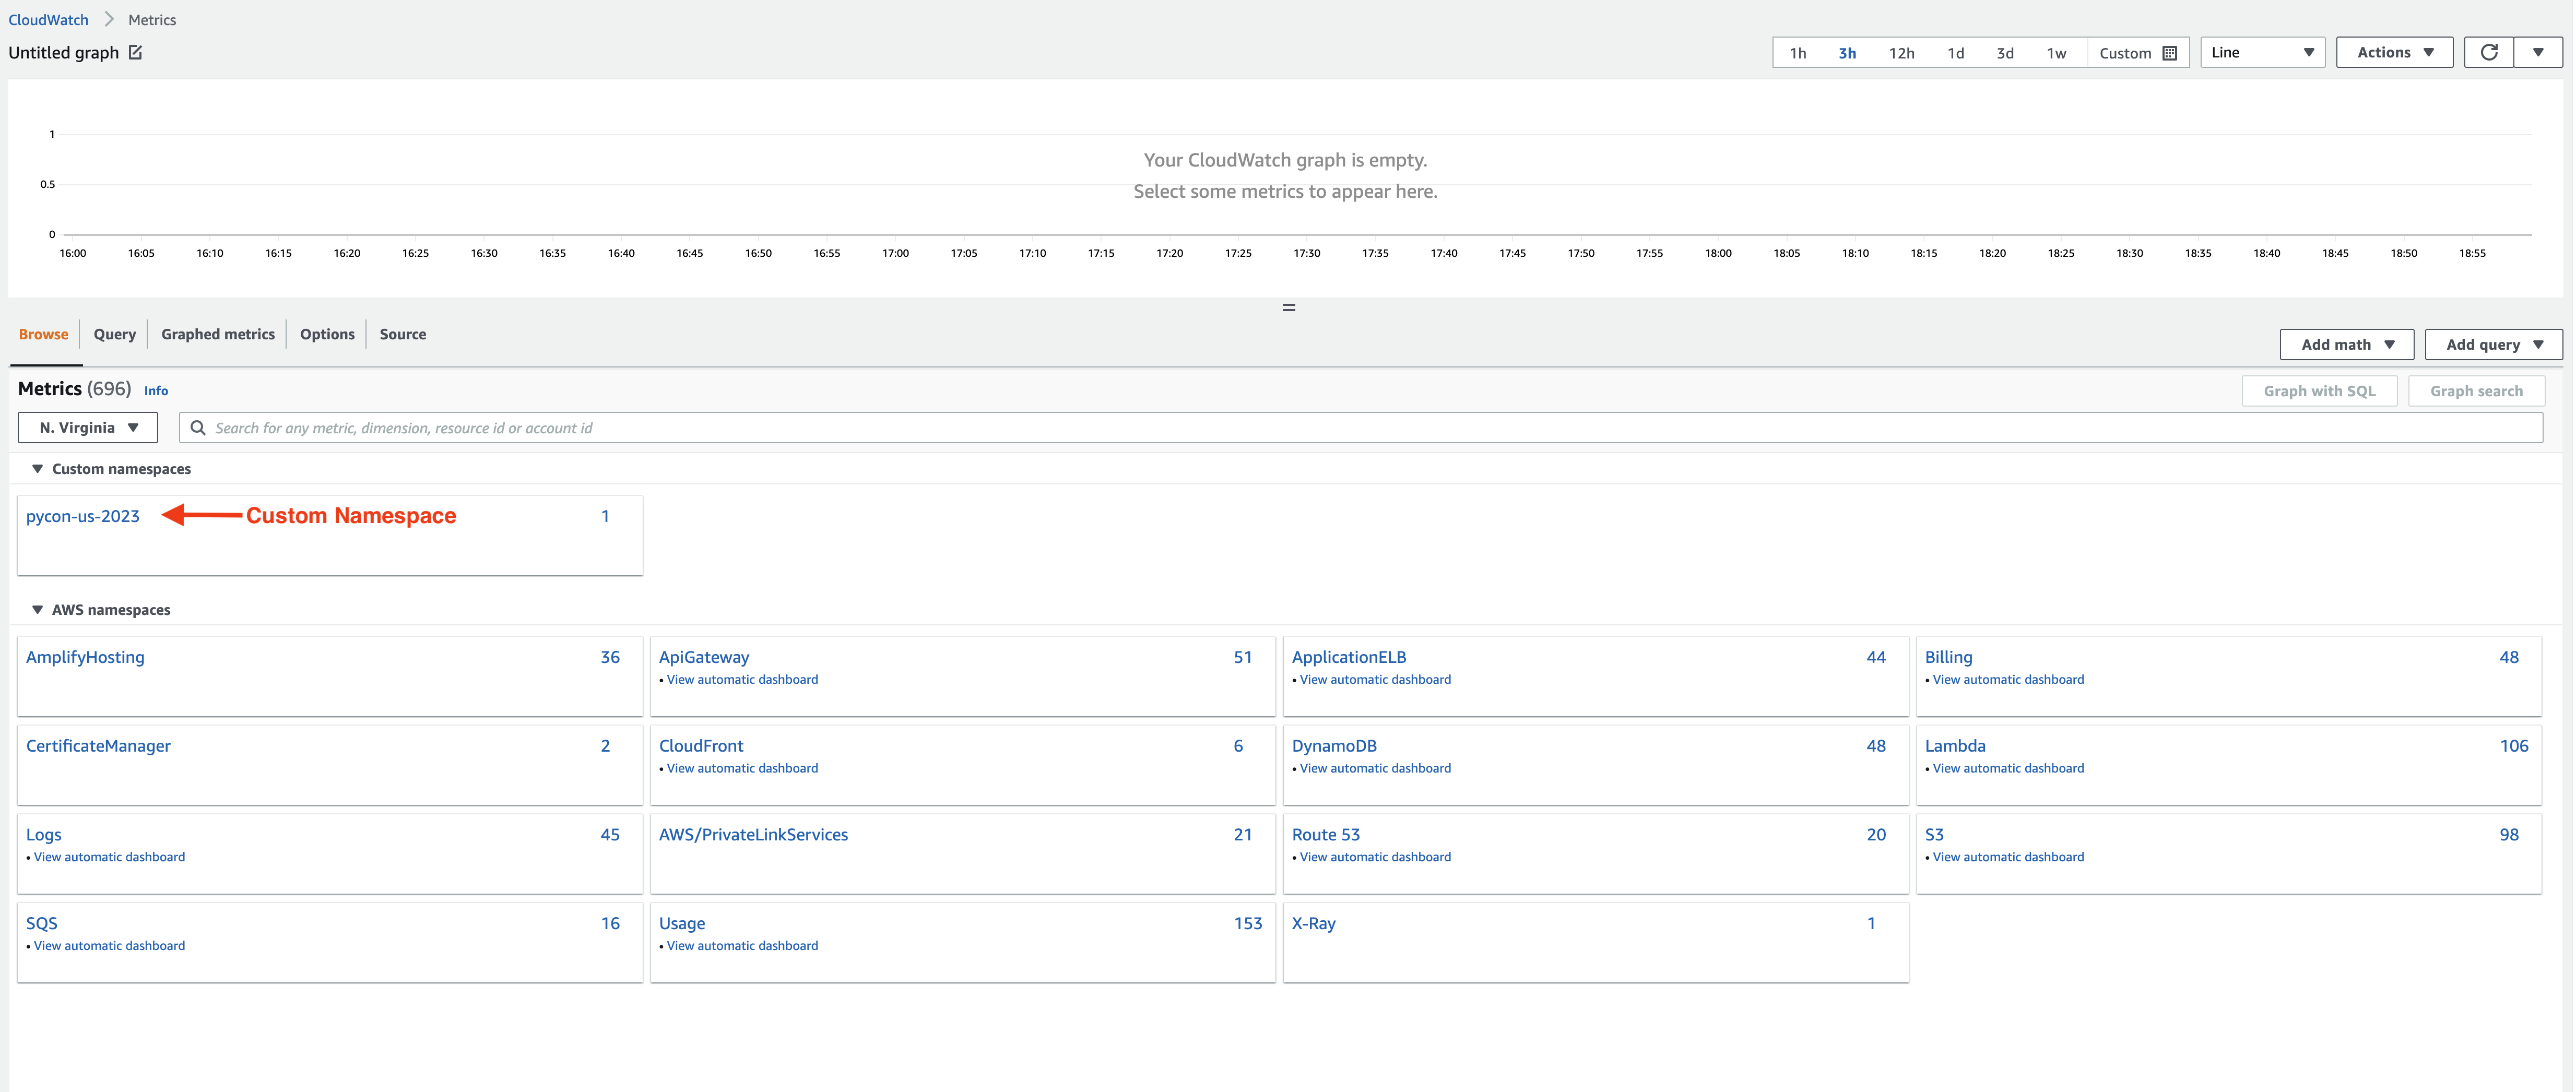 CloudWatch > Metrics
Untitled graph
1h 3h 12h 1d 3d 1w Custom Line Actions
1
0.5
0
Your CloudWatch graph is empty.
Select some metrics to appear here.
16:00 16:05 16:10 16:15 16:20 16:25 16:30 16:35 16:40 16:45 16:50 16:55 17:00 17:05 17:10 17:15 17:20 17:25 17:30 17:35 17:40 17:45 17:50 17:55 18:00 18:05 18:10 18:15 18:20 18:25 18:30 18:35 18:40 18:45 18:50 18:55
Browse Query Graphed metrics Options Source
Add math Add query
Metrics (696) Info
Graph with SQL Graph search
N. Virginia Search for any metric, dimension, resource id or account id
Custom namespaces
pycon-us-2023 Custom Namespace 1
AWS namespaces
AmplifyHosting 36 ApiGateway 51 ApplicationELB 44 Billing 48
• View automatic dashboard • View automatic dashboard • View automatic dashboard
CertificateManager 2 CloudFront 6 DynamoDB 48 Lambda 106
• View automatic dashboard • View automatic dashboard • View automatic dashboard
Logs 45 AWS/PrivateLinkServices 21 Route 53 20 S3 98
• View automatic dashboard • View automatic dashboard • View automatic dashboard
SQS 16 Usage 153 X-Ray 1
• View automatic dashboard • View automatic dashboard